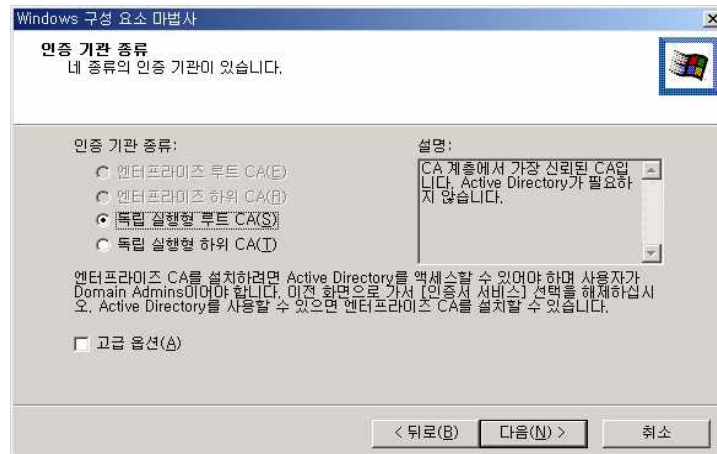 Windows 구성 요소 마법사
인증 기관 종류
네 종류의 인증 기관이 있습니다.
인증 기관 종류:
설명:
엔터프라이즈 루트 CA(E)
엔터프라이즈 하위 CA(R)
독립 실행형 루트 CA(S)
독립 실행형 하위 CA(T)
CA 계층에서 가장 신뢰된 CA입
니다. Active Directory가 필요하
지 않습니다.
엔터프라이즈 CA를 설치하려면 Active Directory를 액세스할 수 있어야 하며 사용자가
Domain Admins이어야 합니다. 이전 화면으로 가서 [인증서 서비스] 선택을 해제하십시
오. Active Directory를 사용할 수 있으면 엔터프라이즈 CA를 설치할 수 있습니다.
고급 옵션(A)
< 뒤로(B)
다음(N) >
취소